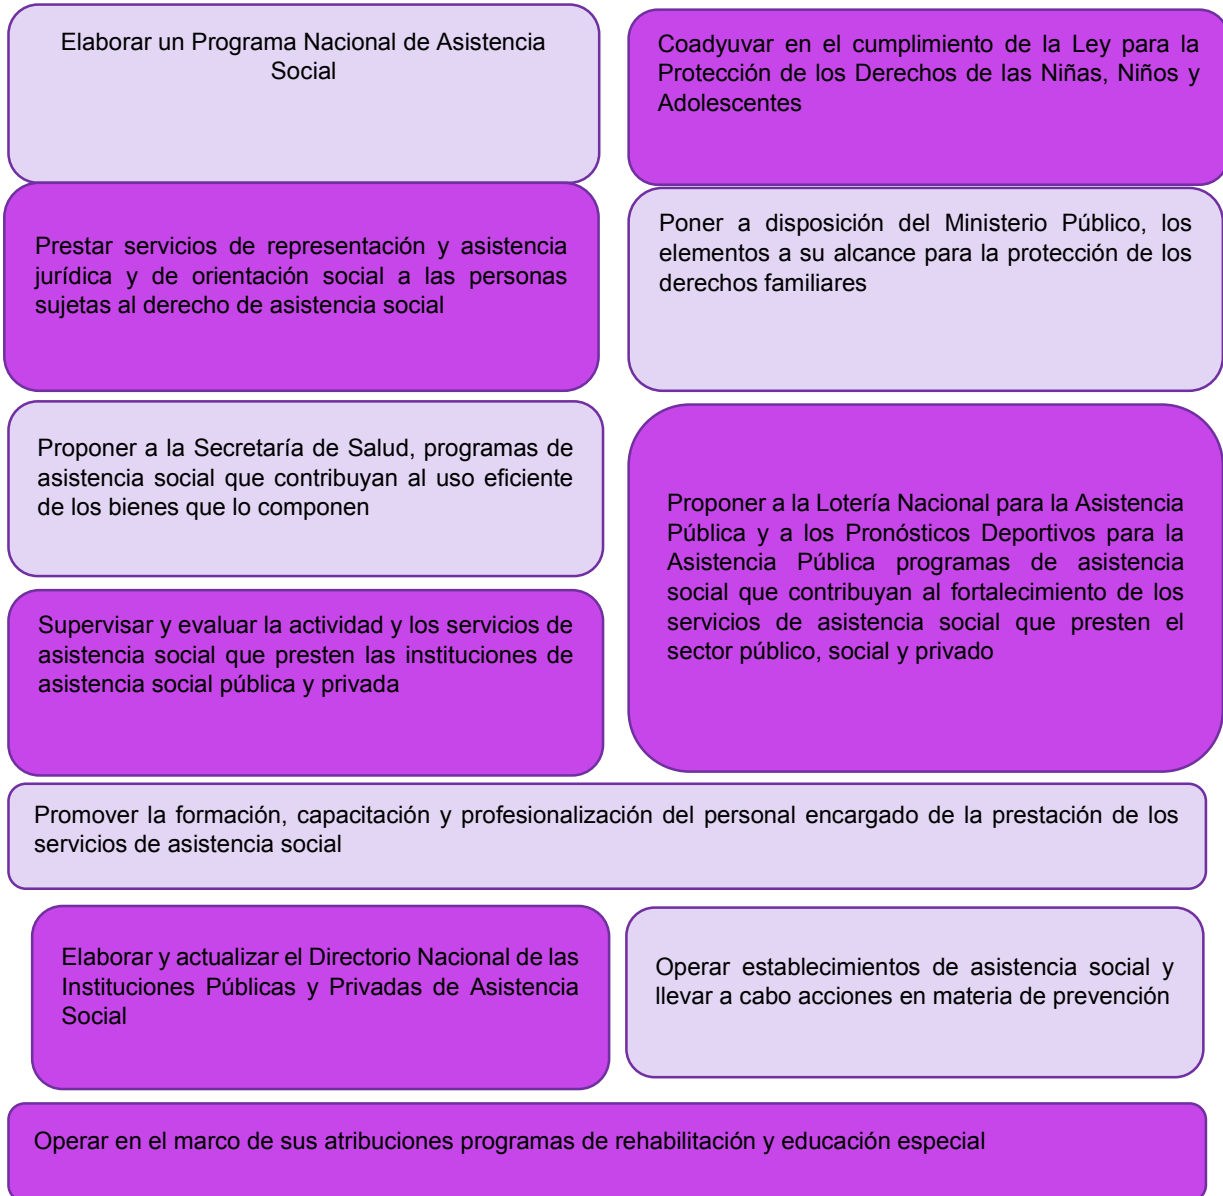 Elaborar un Programa Nacional de Asistencia
Social
Coadyuvar en el cumplimiento de la Ley para la
Protección de los Derechos de las Niñas, Niños y
Adolescentes
Prestar servicios de representación y asistencia
jurídica y de orientación social a las personas
sujetas al derecho de asistencia social
Poner a disposición del Ministerio Público, los
elementos a su alcance para la protección de los
derechos familiares
Proponer a la Secretaría de Salud, programas de
asistencia social que contribuyan al uso eficiente
de los bienes que lo componen
Proponer a la Lotería Nacional para la Asistencia
Pública y a los Pronósticos Deportivos para la
Asistencia Pública programas de asistencia
social que contribuyan al fortalecimiento de los
servicios de asistencia social que presten el
sector público, social y privado
Supervisar y evaluar la actividad y los servicios de
asistencia social que presten las instituciones de
asistencia social pública y privada
Promover la formación, capacitación y profesionalización del personal encargado de la prestación de los
servicios de asistencia social
Elaborar y actualizar el Directorio Nacional de las
Instituciones Públicas y Privadas de Asistencia
Social
Operar establecimientos de asistencia social y
llevar a cabo acciones en materia de prevención
Operar en el marco de sus atribuciones programas de rehabilitación y educación especial